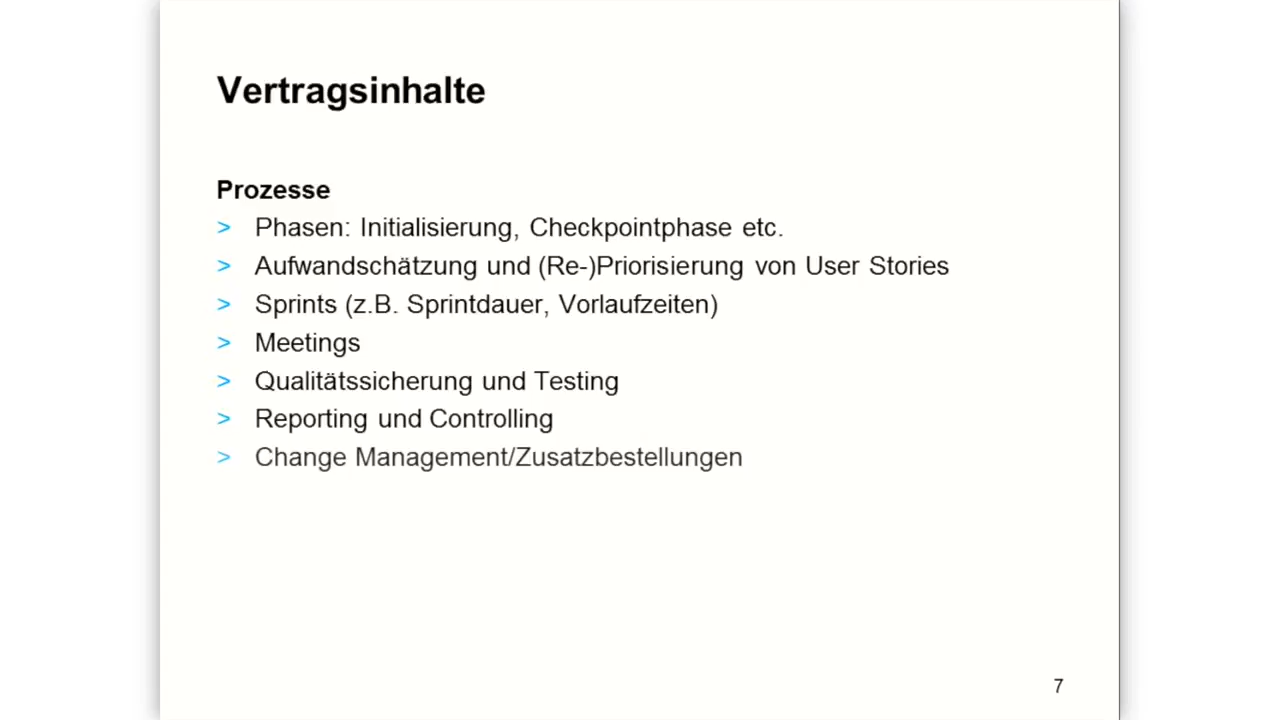 Vertragsinhalte
Prozesse
> Phasen: Initialisierung, Checkpointphase etc.
> Aufwandschätzung und (Re-)Priorisierung von User Stories
> Sprints (z.B. Sprintdauer, Vorlaufzeiten)
> Meetings
> Qualitätssicherung und Testing
> Reporting und Controlling
> Change Management/Zusatzbestellungen
7